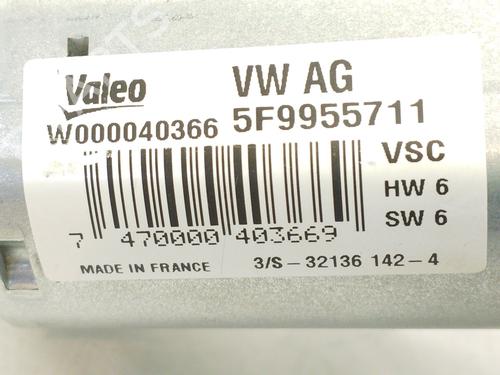 Valeo
VW AG
W000040366
5F9955711
VSC
HW 6
SW 6
7 470000 403669
MADE IN FRANCE
3/S-32136 142-4